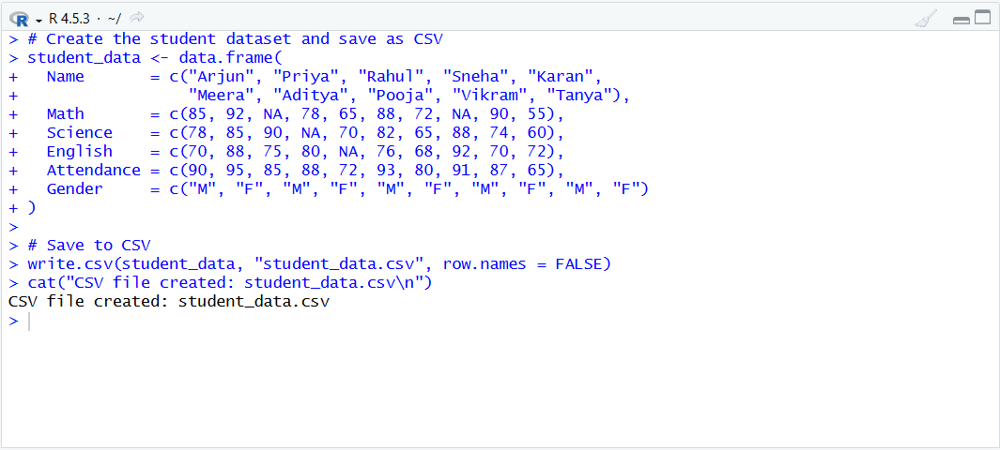 R R 4.5.3 · ~/
> # Create the student dataset and save as CSV
> student_data <- data.frame(
+   Name       = c("Arjun", "Priya", "Rahul", "Sneha", "Karan",
+                  "Meera", "Aditya", "Pooja", "Vikram", "Tanya"),
+   Math       = c(85, 92, NA, 78, 65, 88, 72, NA, 90, 55),
+   Science    = c(78, 85, 90, NA, 70, 82, 65, 88, 74, 60),
+   English    = c(70, 88, 75, 80, NA, 76, 68, 92, 70, 72),
+   Attendance = c(90, 95, 85, 88, 72, 93, 80, 91, 87, 65),
+   Gender     = c("M", "F", "M", "F", "M", "F", "M", "F", "M", "F")
+ )
>
> # Save to CSV
> write.csv(student_data, "student_data.csv", row.names = FALSE)
> cat("CSV file created: student_data.csv\n")
CSV file created: student_data.csv
>